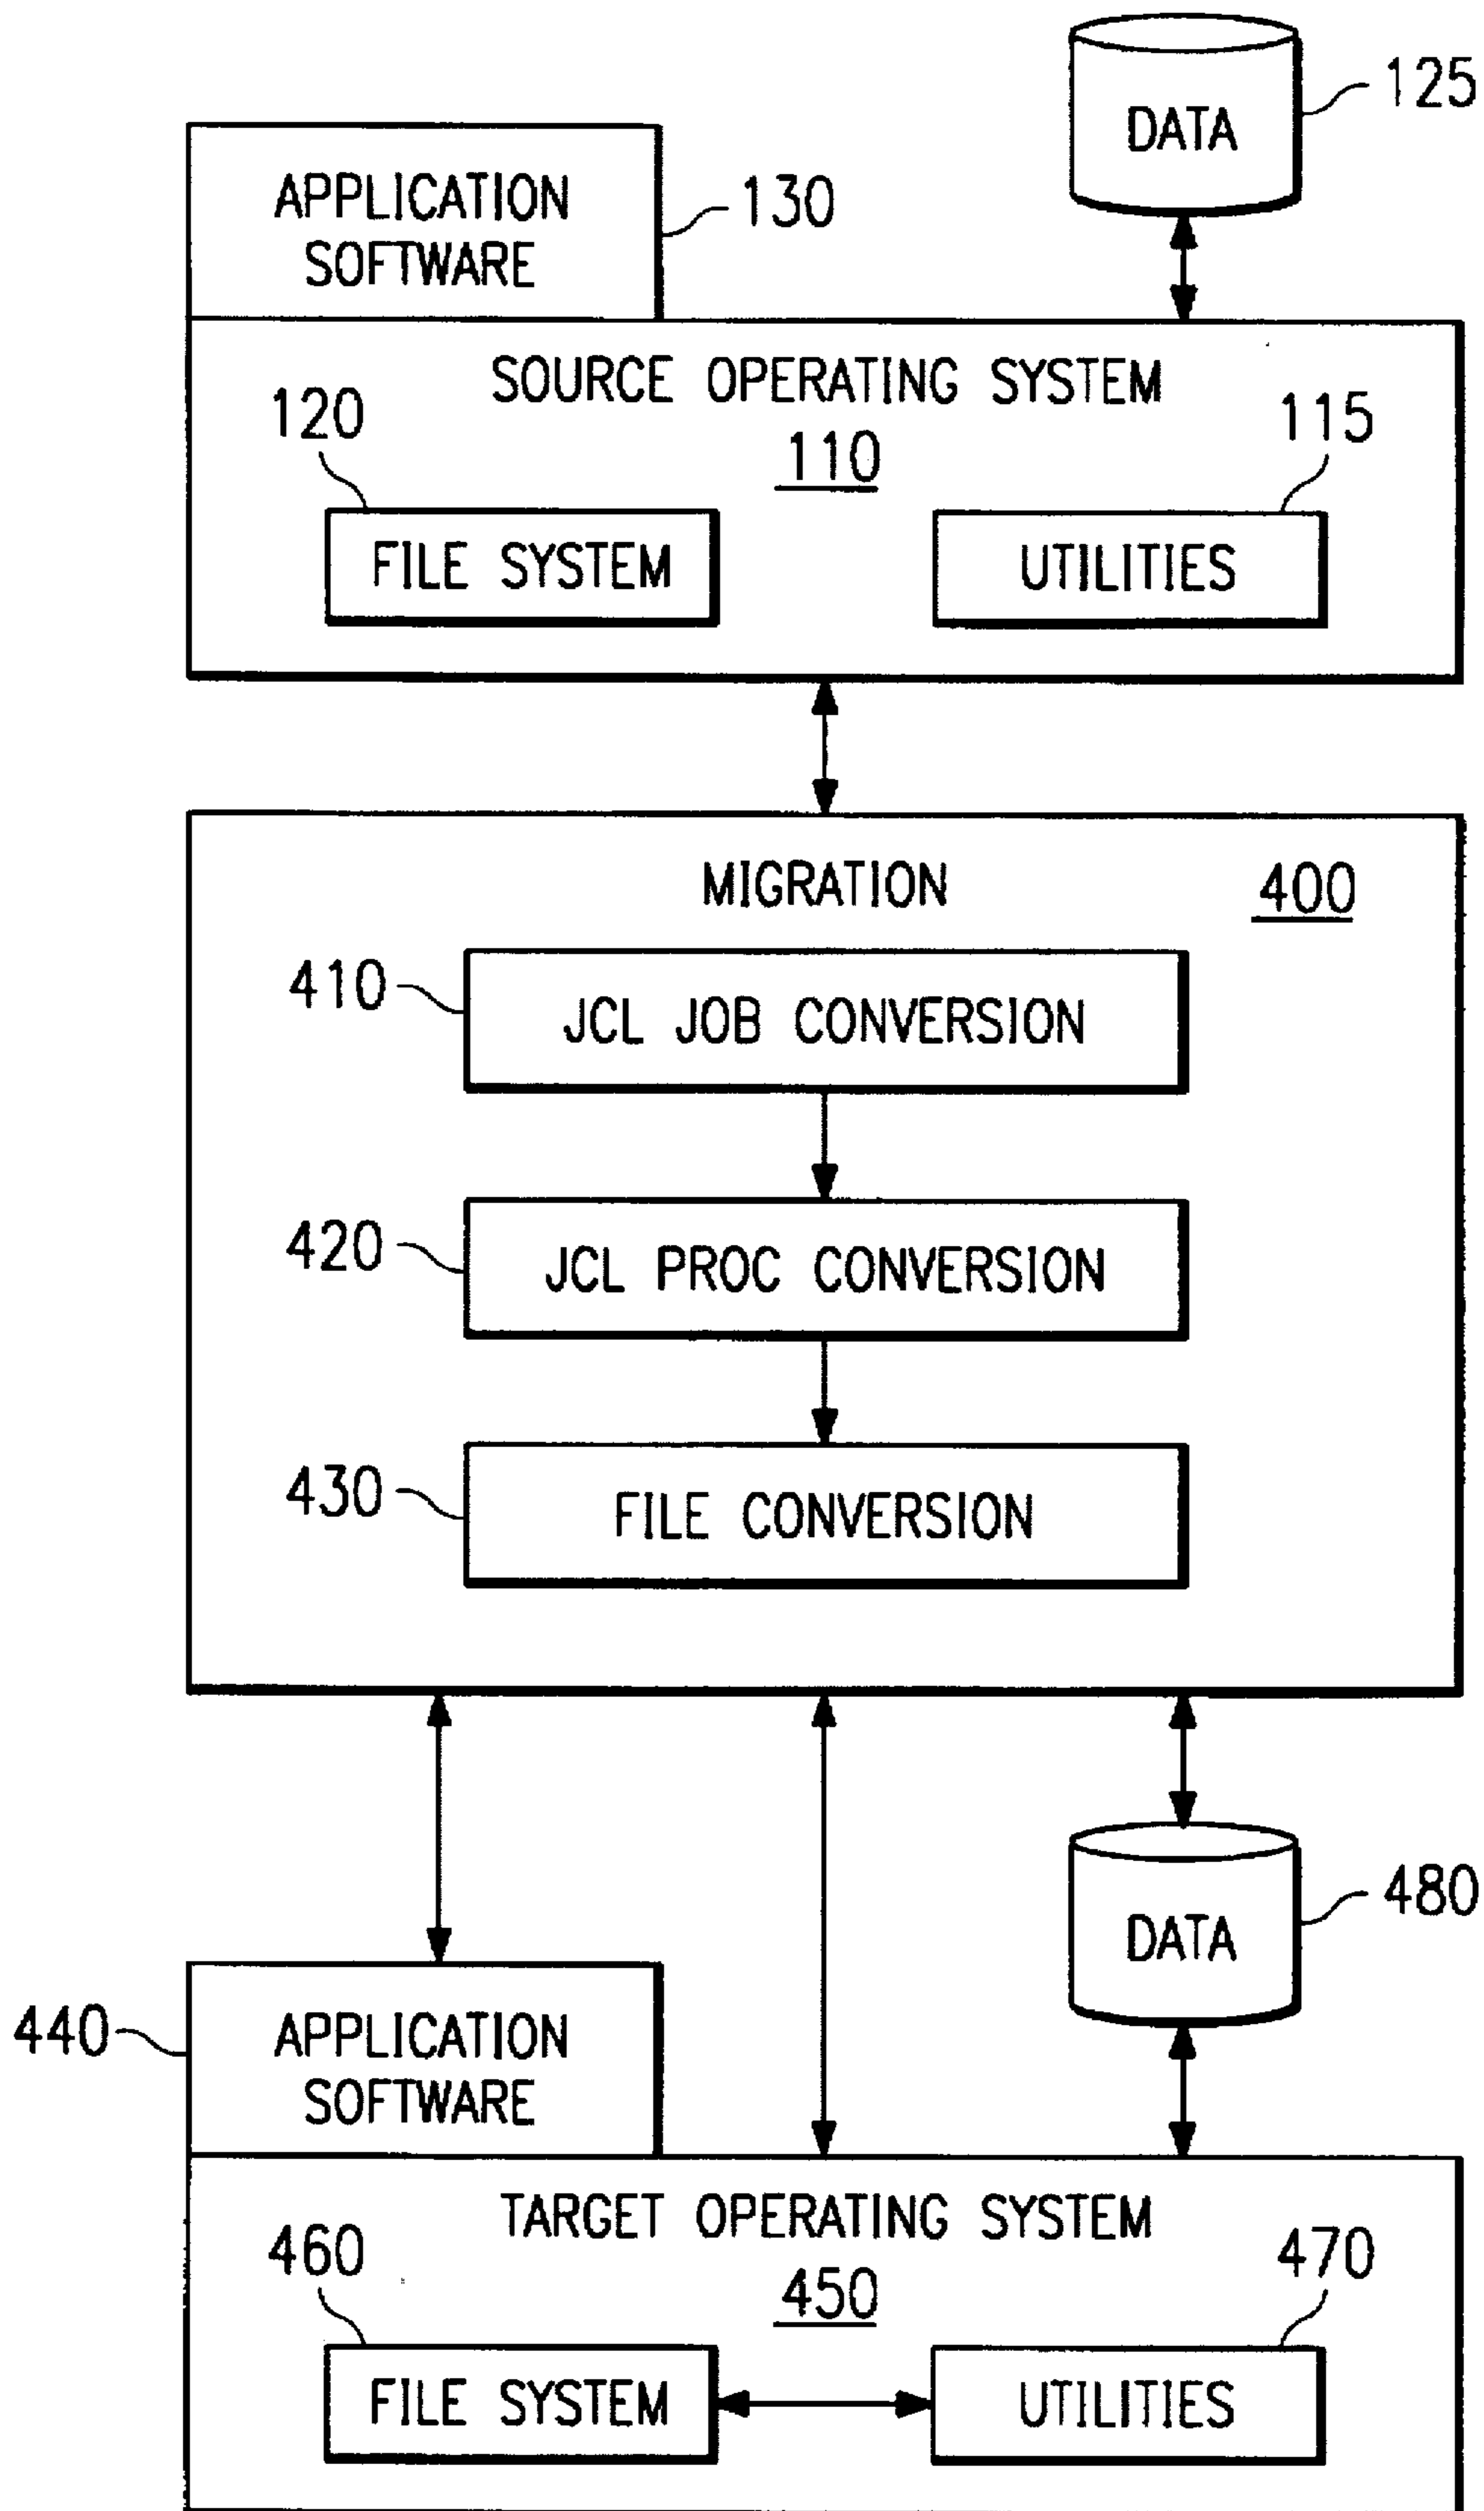 DATA
125
APPLICATION
SOFTWARE
130
SOURCE OPERATING SYSTEM
110
120
115
FILE SYSTEM
UTILITIES
MIGRATION
400
410
JCL JOB CONVERSION
420
JCL PROC CONVERSION
430
FILE CONVERSION
DATA
480
440
APPLICATION
SOFTWARE
TARGET OPERATING SYSTEM
450
460
470
FILE SYSTEM
UTILITIES